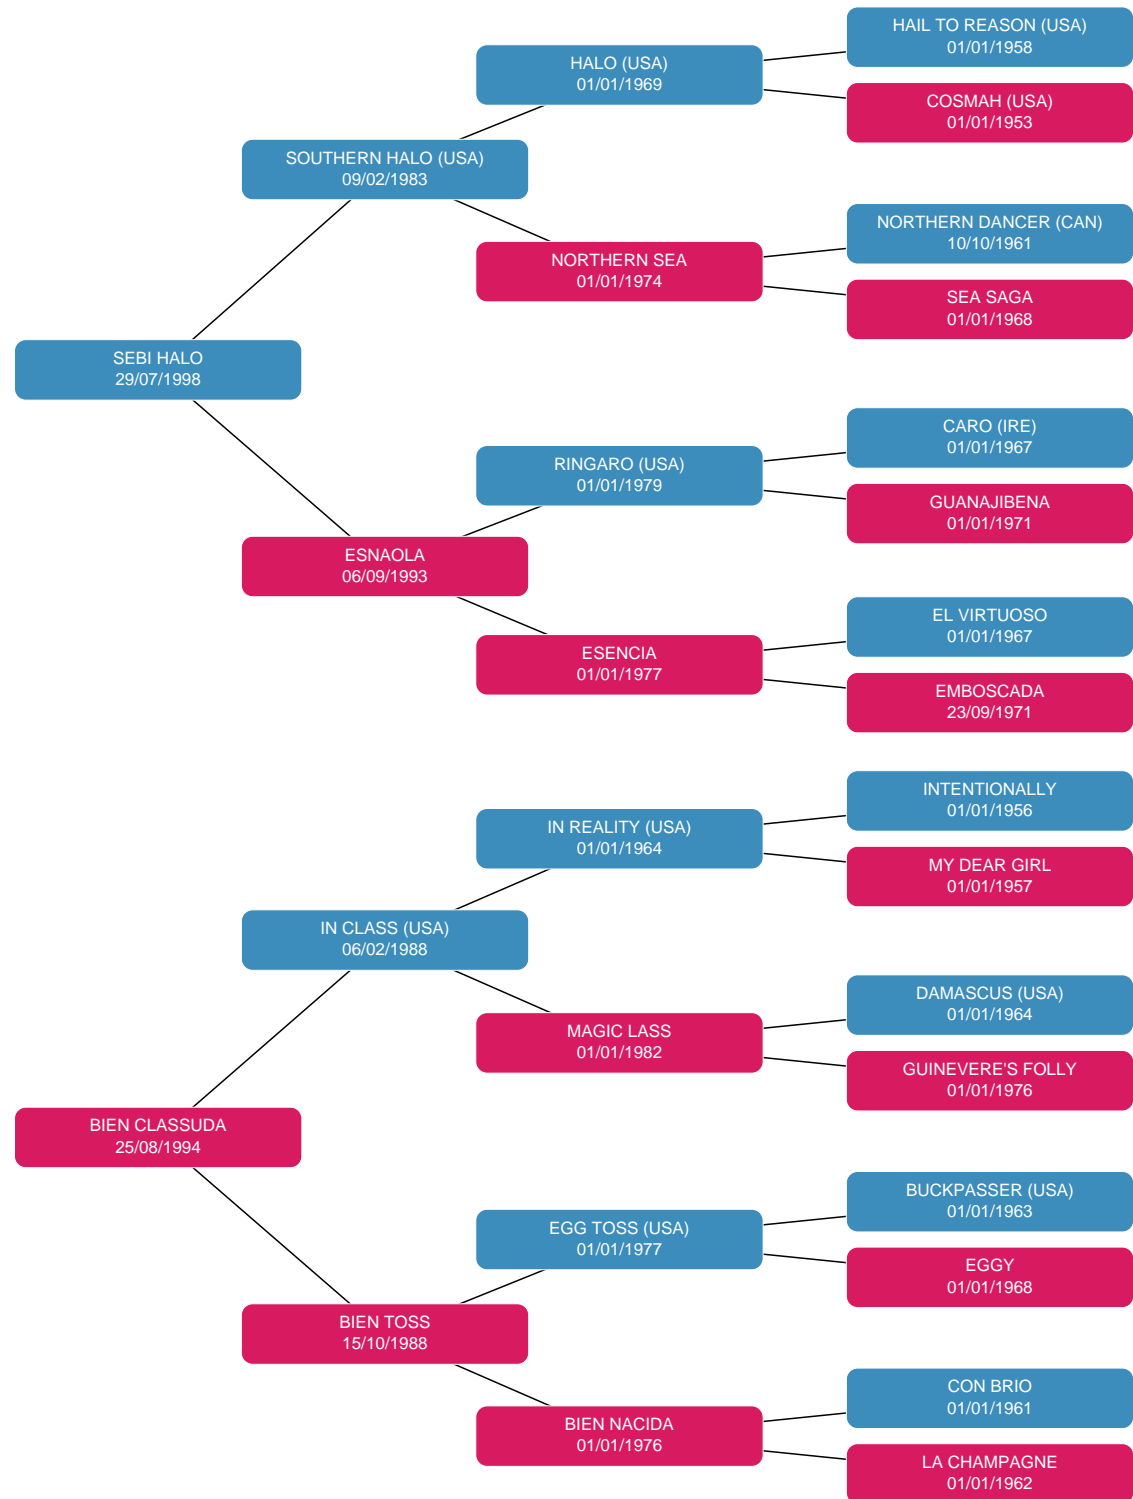 HAIL TO REASON (USA)
01/01/1958
HALO (USA)
01/01/1969
COSMAH (USA)
01/01/1953
SOUTHERN HALO (USA)
09/02/1983
NORTHERN DANCER (CAN)
10/10/1961
NORTHERN SEA
01/01/1974
SEA SAGA
01/01/1968
SEBI HALO
29/07/1998
CARO (IRE)
01/01/1967
RINGARO (USA)
01/01/1979
GUANAJIBENA
01/01/1971
ESNAOLA
06/09/1993
EL VIRTUOSO
01/01/1967
ESENCIA
01/01/1977
EMBOSCADA
23/09/1971
INTENTIONALLY
01/01/1956
IN REALITY (USA)
01/01/1964
MY DEAR GIRL
01/01/1957
IN CLASS (USA)
06/02/1988
DAMASCUS (USA)
01/01/1964
MAGIC LASS
01/01/1982
GUINEVERE'S FOLLY
01/01/1976
BIEN CLASSUDA
25/08/1994
BUCKPASSER (USA)
01/01/1963
EGG TOSS (USA)
01/01/1977
EGGY
01/01/1968
BIEN TOSS
15/10/1988
CON BRIO
01/01/1961
BIEN NACIDA
01/01/1976
LA CHAMPAGNE
01/01/1962